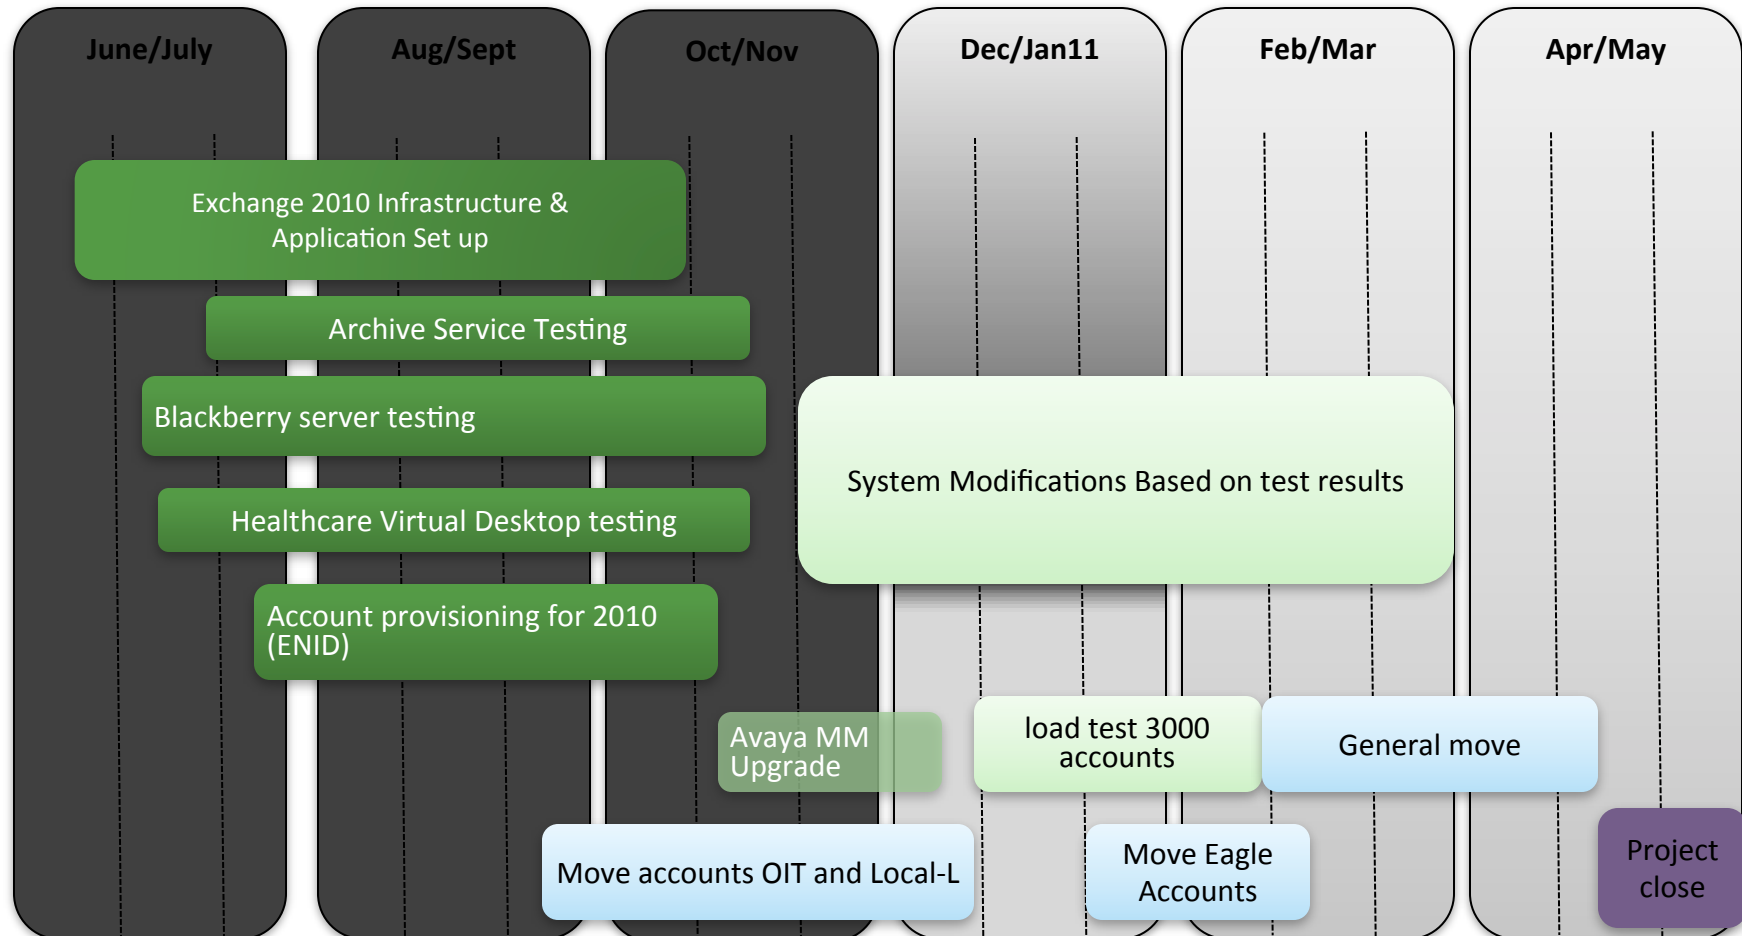 June/July
Aug/Sept
Oct/Nov
Dec/Jan11
Feb/Mar
Apr/May
Exchange 2010 Infrastructure &
Application Set up
Archive Service Testing
Blackberry server testing
System Modifications Based on test results
Healthcare Virtual Desktop testing
Account provisioning for 2010
(ENID)
Avaya MM
Upgrade
load test 3000
accounts
General move
Move accounts OIT and Local-L
Move Eagle
Accounts
Project
close